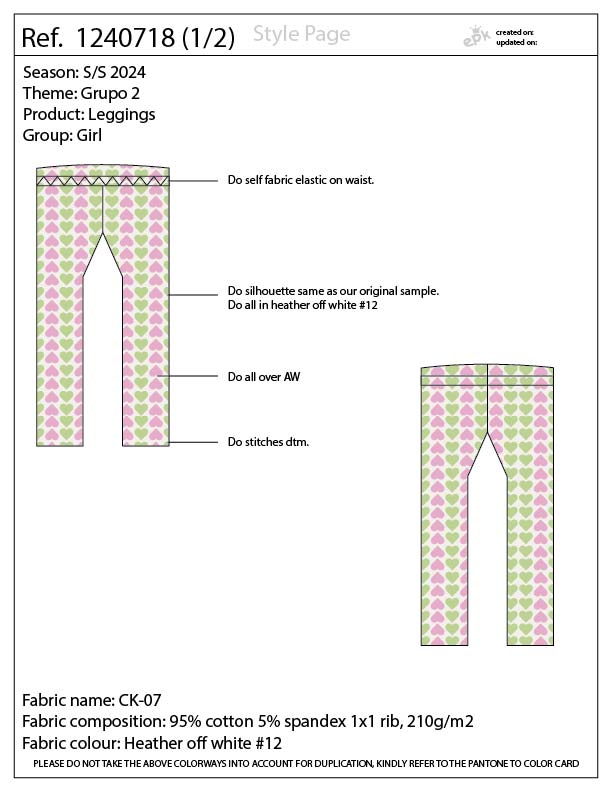 Ref. 1240718 (1/2)
Style Page
epk
created on:
updated on:
Season: S/S 2024
Theme: Grupo 2
Product: Leggings
Group: Girl
Do self fabric elastic on waist.
Do silhouette same as our original sample.
Do all in heather off white #12
Do all over AW
Do stitches dtm.
Fabric name: CK-07
Fabric composition: 95% cotton 5% spandex 1x1 rib, 210g/m2
Fabric colour: Heather off white #12
PLEASE DO NOT TAKE THE ABOVE COLORWAYS INTO ACCOUNT FOR DUPLICATION, KINDLY REFER TO THE PANTONE TO COLOR CARD